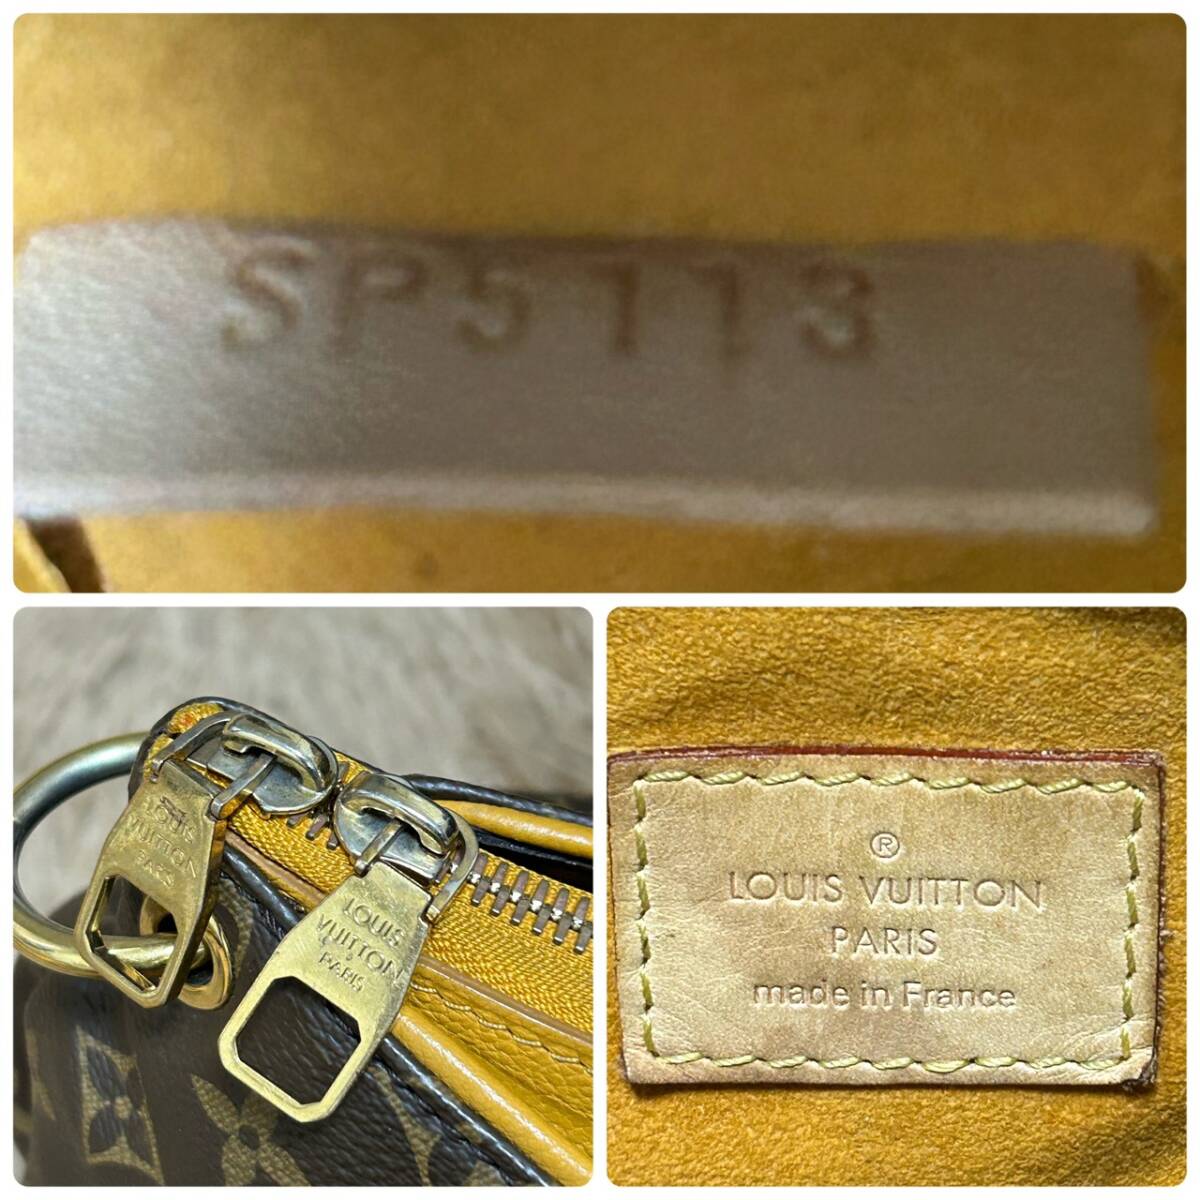 SP5113
LOUIS
VUITTON
PARIS
LOUIS
VUITTON
PARIS
®
LOUIS VUITTON
PARIS
made in France